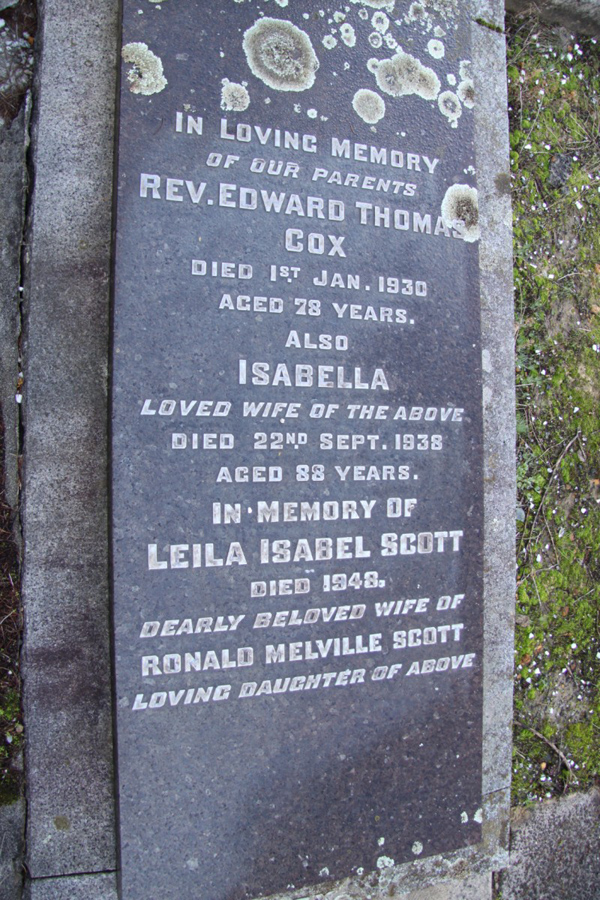 IN LOVING MEMORY
OF OUR PARENTS
REV. EDWARD THOMAS
COX
DIED 1ST JAN. 1930
AGED 78 YEARS.
ALSO
ISABELLA
LOVED WIFE OF THE ABOVE
DIED 22ND SEPT. 1938
AGED 88 YEARS.
IN MEMORY OF
LEILA ISABEL SCOTT
DIED 1948,
DEARLY BELOVED WIFE OF
RONALD MELVILLE SCOTT
LOVING DAUGHTER OF ABOVE